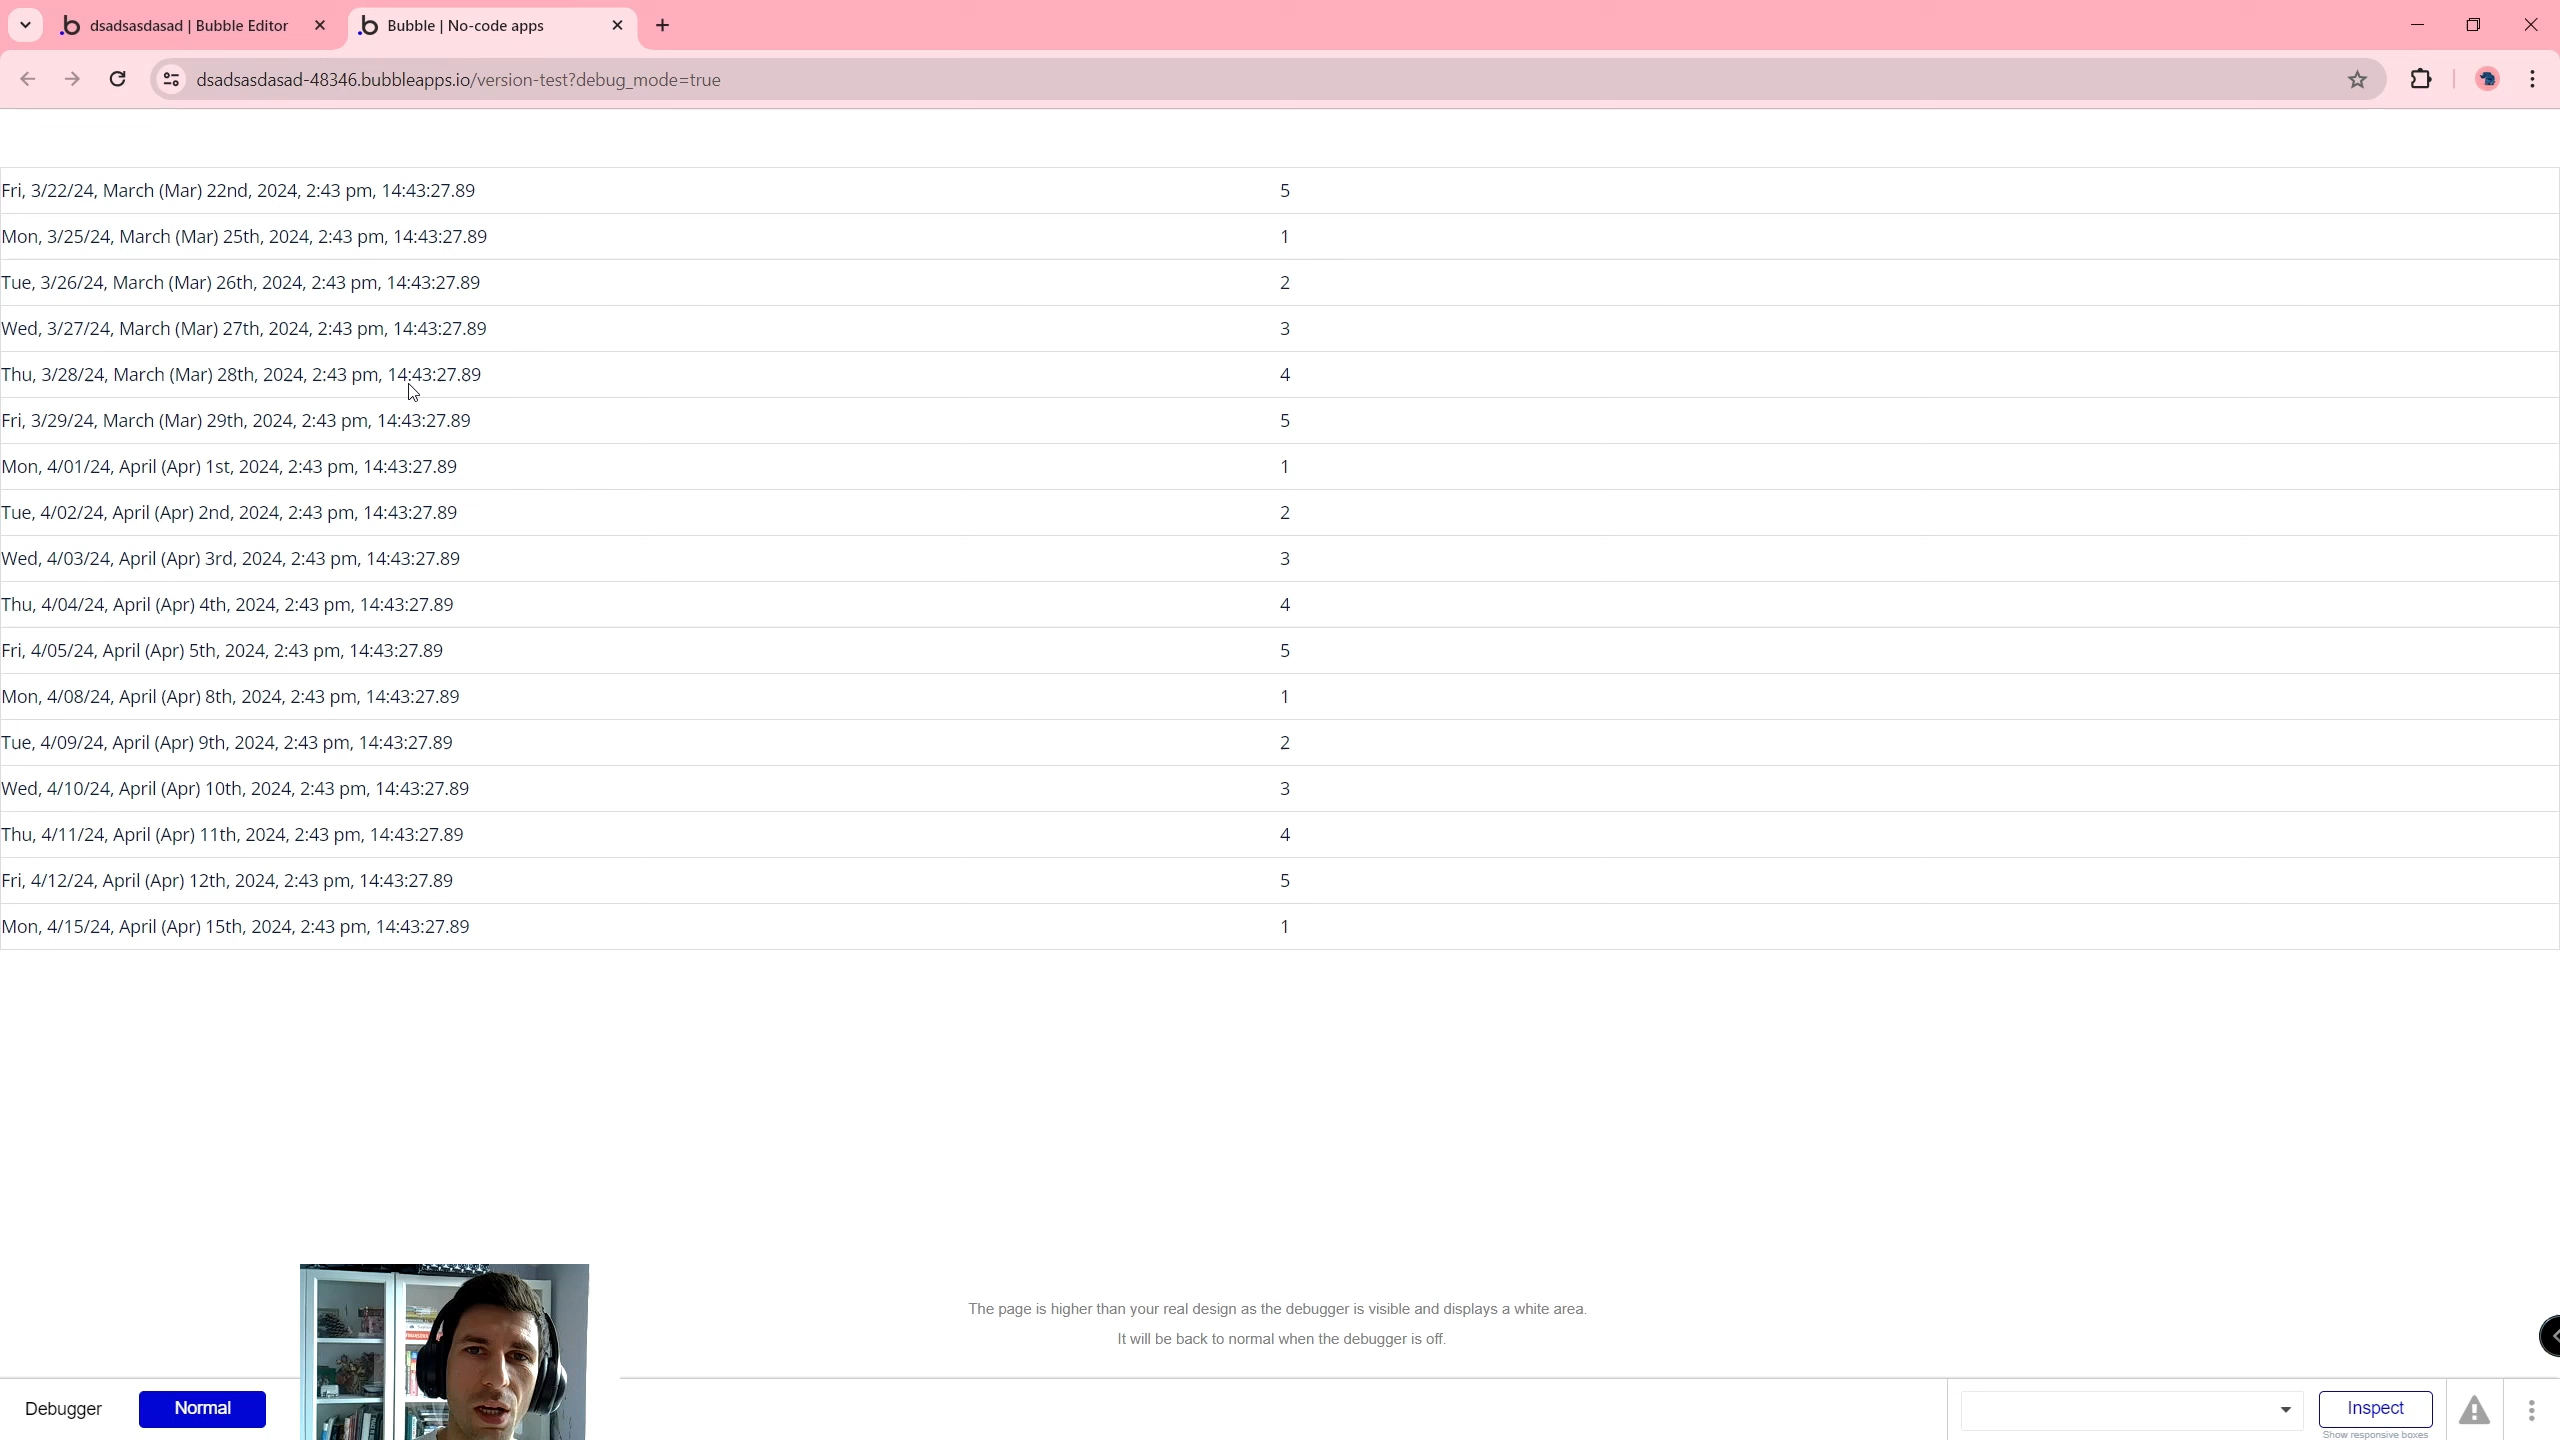 dsadsasdasad | Bubble Editor
Bubble | No-code apps
dsadsasdasad-48346.bubbleapps.io/version-test?debug_mode=true
Fri, 3/22/24, March (Mar) 22nd, 2024, 2:43 pm, 14:43:27.89 5
Mon, 3/25/24, March (Mar) 25th, 2024, 2:43 pm, 14:43:27.89 1
Tue, 3/26/24, March (Mar) 26th, 2024, 2:43 pm, 14:43:27.89 2
Wed, 3/27/24, March (Mar) 27th, 2024, 2:43 pm, 14:43:27.89 3
Thu, 3/28/24, March (Mar) 28th, 2024, 2:43 pm, 14:43:27.89 4
Fri, 3/29/24, March (Mar) 29th, 2024, 2:43 pm, 14:43:27.89 5
Mon, 4/01/24, April (Apr) 1st, 2024, 2:43 pm, 14:43:27.89 1
Tue, 4/02/24, April (Apr) 2nd, 2024, 2:43 pm, 14:43:27.89 2
Wed, 4/03/24, April (Apr) 3rd, 2024, 2:43 pm, 14:43:27.89 3
Thu, 4/04/24, April (Apr) 4th, 2024, 2:43 pm, 14:43:27.89 4
Fri, 4/05/24, April (Apr) 5th, 2024, 2:43 pm, 14:43:27.89 5
Mon, 4/08/24, April (Apr) 8th, 2024, 2:43 pm, 14:43:27.89 1
Tue, 4/09/24, April (Apr) 9th, 2024, 2:43 pm, 14:43:27.89 2
Wed, 4/10/24, April (Apr) 10th, 2024, 2:43 pm, 14:43:27.89 3
Thu, 4/11/24, April (Apr) 11th, 2024, 2:43 pm, 14:43:27.89 4
Fri, 4/12/24, April (Apr) 12th, 2024, 2:43 pm, 14:43:27.89 5
Mon, 4/15/24, April (Apr) 15th, 2024, 2:43 pm, 14:43:27.89 1
The page is higher than your real design as the debugger is visible and displays a white area.
It will be back to normal when the debugger is off.
Debugger
Normal
Inspect
Show responsive boxes